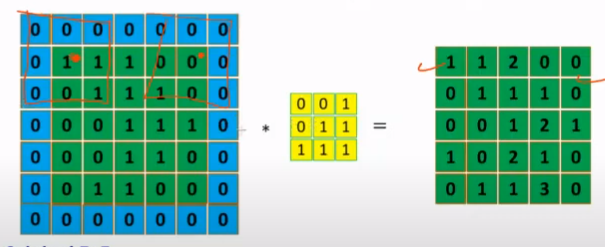 0 0 0 0 0 0 0
0 1 1 1 0 0 0
0 0 1 1 1 0 0
0 0 0 1 1 1 0
0 0 0 1 1 0 0
0 0 1 1 0 0 0
0 0 0 0 0 0 0
*
0 0 1
0 1 1
1 1 1
=
1 1 2 0 0
0 1 1 1 0
0 0 1 2 1
1 0 2 1 0
0 1 1 3 0